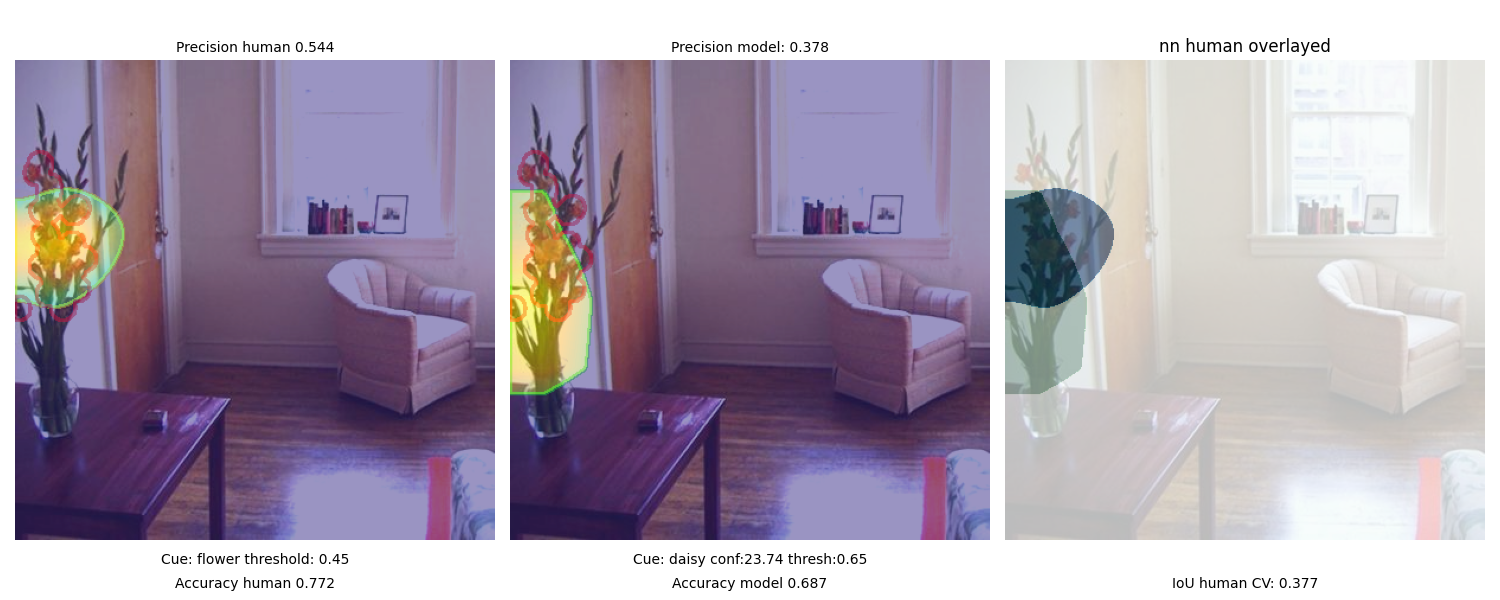 Precision human 0.544
Precision model: 0.378
nn human overlayed
Cue: flower threshold: 0.45
Cue: daisy conf:23.74 thresh:0.65
Accuracy human 0.772
Accuracy model 0.687
IoU human CV: 0.377